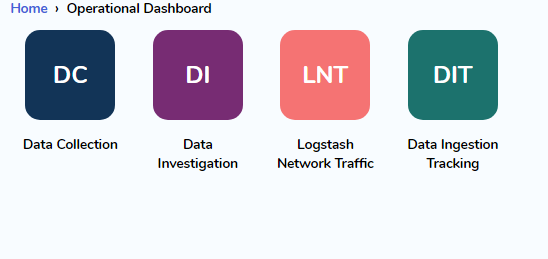 Home › Operational Dashboard
DC
DI
LNT
DIT
Data Collection
Data
Investigation
Logstash
Network Traffic
Data Ingestion
Tracking